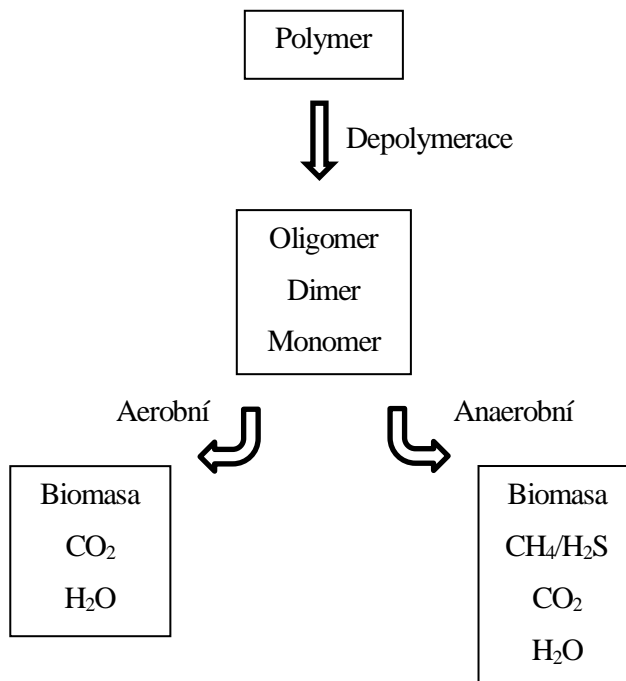 Polymer
Depolymerace
Oligomer
Dimer
Monomer
Aerobní
Anaerobní
Biomasa
CO₂
H₂O
Biomasa
CH₄/H₂S
CO₂
H₂O